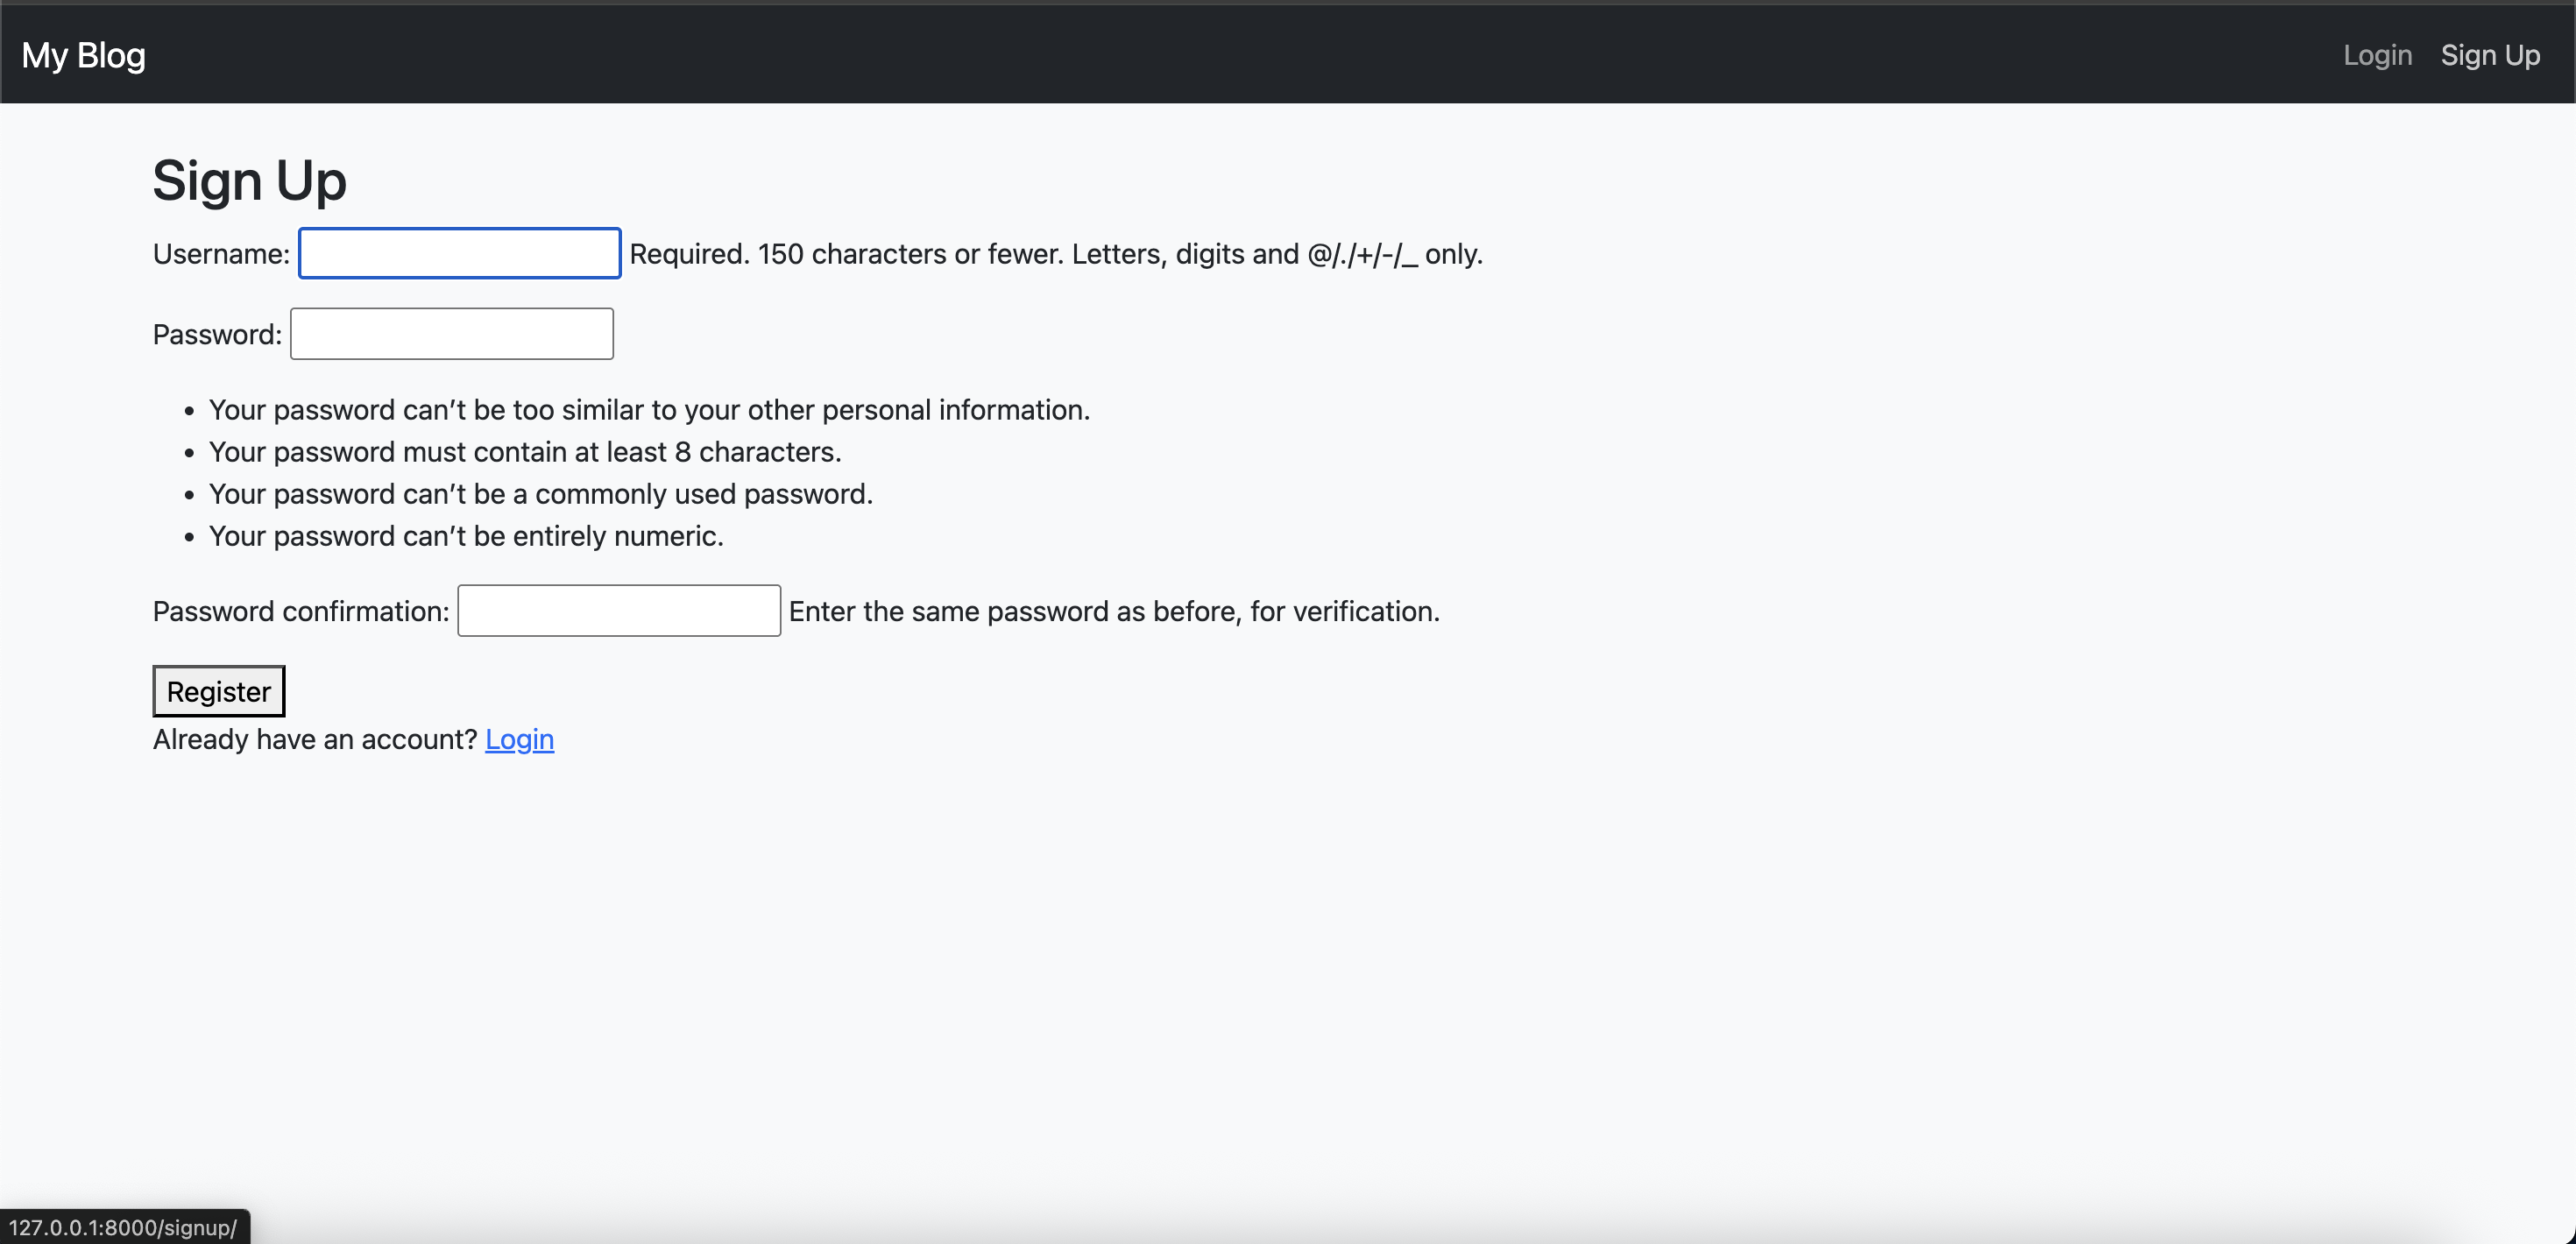 My Blog
Login Sign Up
Sign Up
Username: Required. 150 characters or fewer. Letters, digits and @/./+/-/_ only.
Password:
• Your password can’t be too similar to your other personal information.
• Your password must contain at least 8 characters.
• Your password can’t be a commonly used password.
• Your password can’t be entirely numeric.
Password confirmation: Enter the same password as before, for verification.
Register
Already have an account? Login
127.0.0.1:8000/signup/